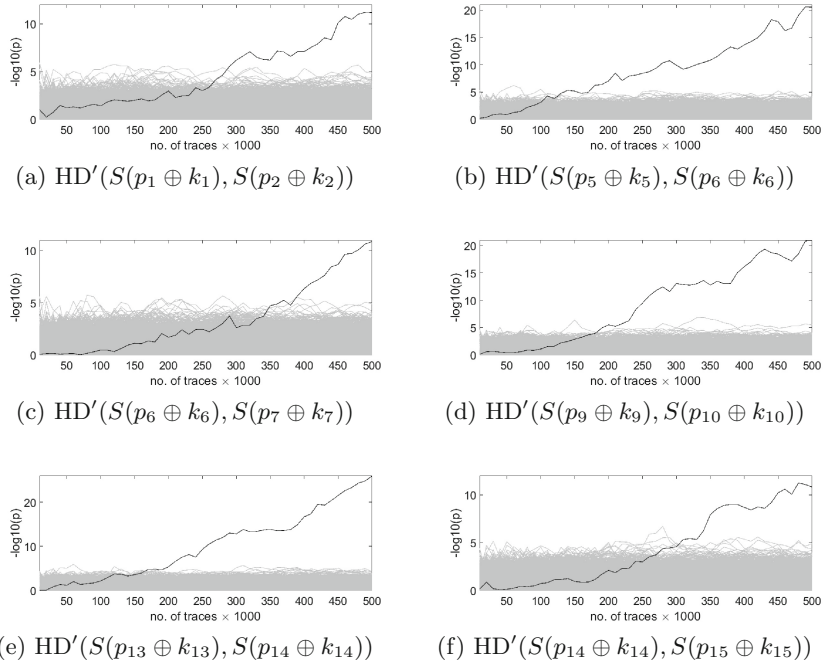 10
5
0
-log10(p)
50 100 150 200 250 300 350 400 450 500
no. of traces × 1000
(a) HD′(S(p₁ ⊕ k₁), S(p₂ ⊕ k₂))
20
15
10
5
0
-log10(p)
50 100 150 200 250 300 350 400 450 500
no. of traces × 1000
(b) HD′(S(p₅ ⊕ k₅), S(p₆ ⊕ k₆))
10
5
0
-log10(p)
50 100 150 200 250 300 350 400 450 500
no. of traces × 1000
(c) HD′(S(p₆ ⊕ k₆), S(p₇ ⊕ k₇))
20
15
10
5
0
-log10(p)
50 100 150 200 250 300 350 400 450 500
no. of traces × 1000
(d) HD′(S(p₉ ⊕ k₉), S(p₁₀ ⊕ k₁₀))
20
10
0
-log10(p)
50 100 150 200 250 300 350 400 450 500
no. of traces × 1000
(e) HD′(S(p₁₃ ⊕ k₁₃), S(p₁₄ ⊕ k₁₄))
10
5
0
-log10(p)
50 100 150 200 250 300 350 400 450 500
no. of traces × 1000
(f) HD′(S(p₁₄ ⊕ k₁₄), S(p₁₅ ⊕ k₁₅))